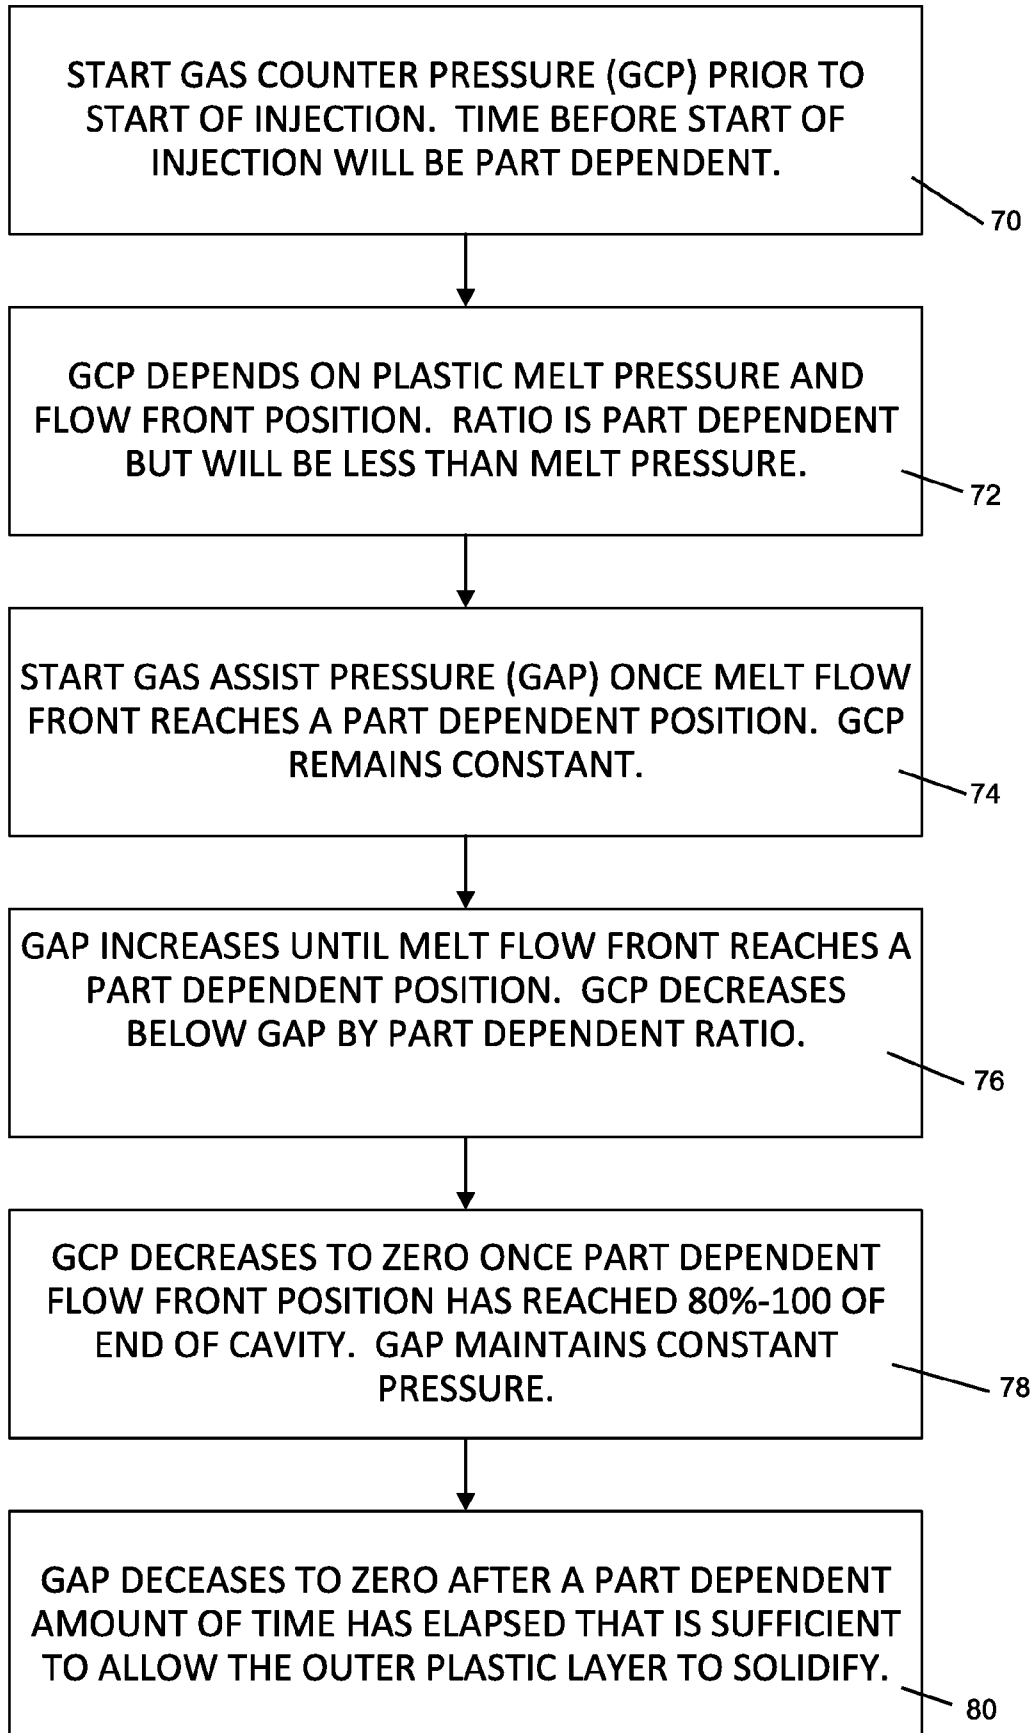 START GAS COUNTER PRESSURE (GCP) PRIOR TO
START OF INJECTION. TIME BEFORE START OF
INJECTION WILL BE PART DEPENDENT.
70
GCP DEPENDS ON PLASTIC MELT PRESSURE AND
FLOW FRONT POSITION. RATIO IS PART DEPENDENT
BUT WILL BE LESS THAN MELT PRESSURE.
72
START GAS ASSIST PRESSURE (GAP) ONCE MELT FLOW
FRONT REACHES A PART DEPENDENT POSITION. GCP
REMAINS CONSTANT.
74
GAP INCREASES UNTIL MELT FLOW FRONT REACHES A
PART DEPENDENT POSITION. GCP DECREASES
BELOW GAP BY PART DEPENDENT RATIO.
76
GCP DECREASES TO ZERO ONCE PART DEPENDENT
FLOW FRONT POSITION HAS REACHED 80%-100 OF
END OF CAVITY. GAP MAINTAINS CONSTANT
PRESSURE.
78
GAP DECEASES TO ZERO AFTER A PART DEPENDENT
AMOUNT OF TIME HAS ELAPSED THAT IS SUFFICIENT
TO ALLOW THE OUTER PLASTIC LAYER TO SOLIDIFY.
80